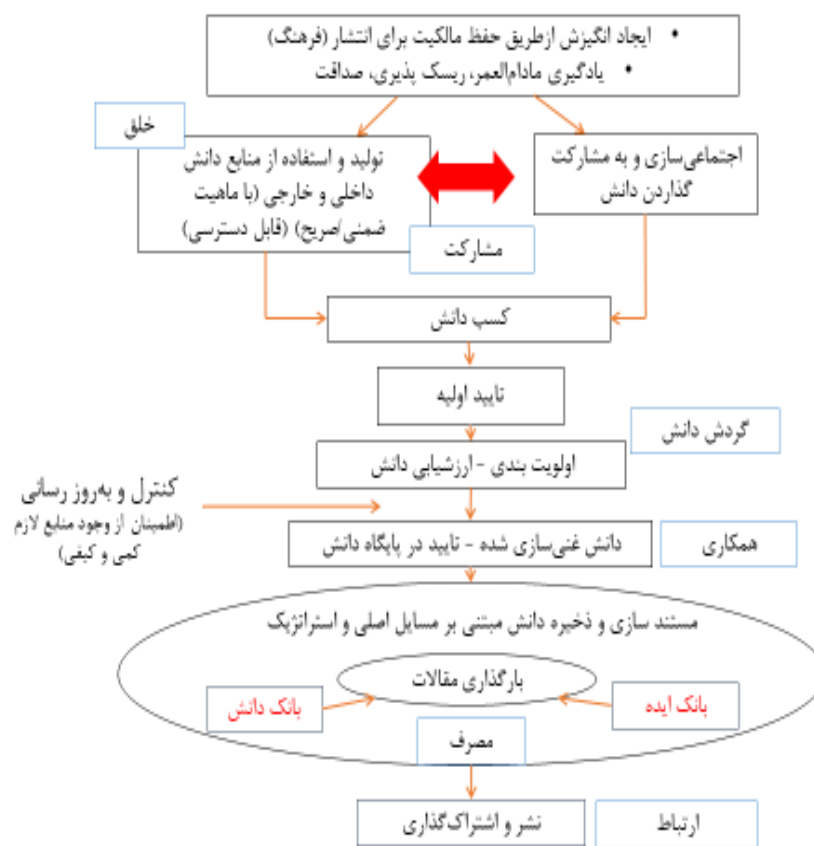 • ایجاد انگیزش ازطریق حفظ مالکیت برای انتشار (فرهنگ)
• یادگیری مادام‌العمر، ریسک پذیری، صداقت
خلق
اجتماعی‌سازی و به مشارکت
گذاردن دانش
تولید و استفاده از منابع دانش
داخلی و خارجی (با ماهیت
ضمنی/صریح) (قابل دسترسی)
مشارکت
کسب دانش
تایید اولیه
گردش دانش
اولویت بندی - ارزشیابی دانش
کنترل و به‌روز رسانی
(اطمینان از وجود منابع لازم
کمی و کیفی)
همکاری
دانش غنی‌سازی شده - تایید در پایگاه دانش
مستند سازی و ذخیره دانش مبتنی بر مسایل اصلی و استراتژیک
بارگذاری مقالات
بانک ایده
بانک دانش
مصرف
ارتباط
نشر و اشتراک‌گذاری